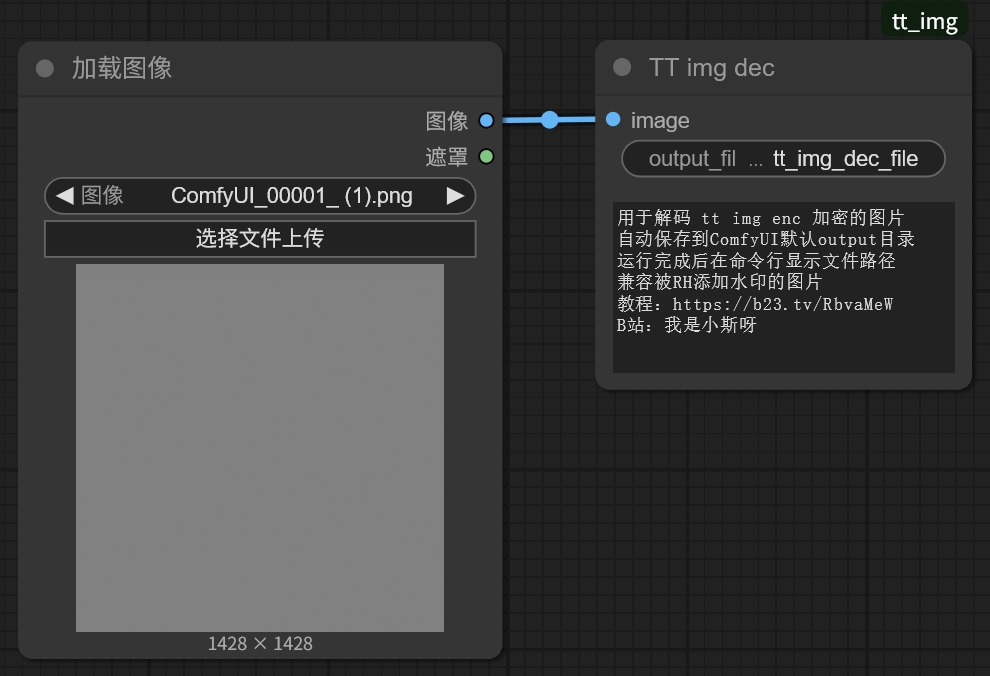 tt_img
加载图像
图像
遮罩
图像 ComfyUI_00001_ (1).png
选择文件上传
1428 × 1428
TT img dec
image
output_fil ... tt_img_dec_file
用于解码 tt img enc 加密的图片
自动保存到ComfyUI默认output目录
运行完成后在命令行显示文件路径
兼容被RH添加水印的图片
教程：https://b23.tv/RbvaMeW
B站：我是小斯呀